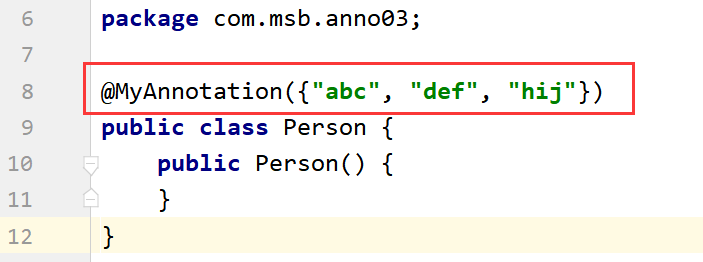 6 package com.msb.anno03;
7
8 @MyAnnotation({"abc", "def", "hij"})
9 public class Person {
10     public Person() {
11     }
12 }